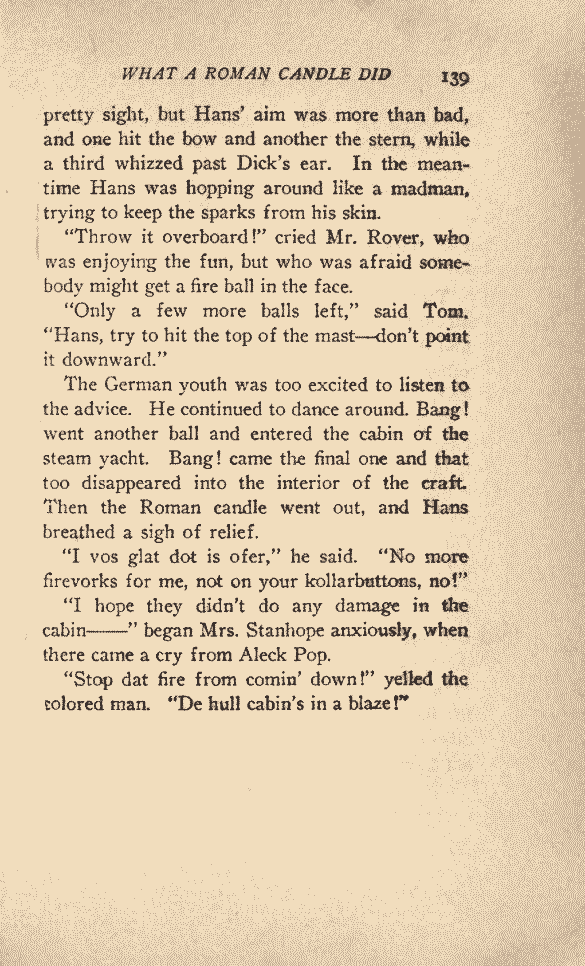 WHAT A ROMAN CANDLE DID 139
pretty sight, but Hans' aim was more than bad,
and one hit the bow and another the stern, while
a third whizzed past Dick's ear. In the mean-
time Hans was hopping around like a madman,
trying to keep the sparks from his skin.
"Throw it overboard!" cried Mr. Rover, who
was enjoying the fun, but who was afraid some-
body might get a fire ball in the face.
"Only a few more balls left," said Tom.
"Hans, try to hit the top of the mast—don't point
it downward."
The German youth was too excited to listen to
the advice. He continued to dance around. Bang!
went another ball and entered the cabin of the
steam yacht. Bang! came the final one and that
too disappeared into the interior of the craft.
Then the Roman candle went out, and Hans
breathed a sigh of relief.
"I vos glat dot is ofer," he said. "No more
fireworks for me, not on your kollarbuttons, no!"
"I hope they didn't do any damage in the
cabin——" began Mrs. Stanhope anxiously, when
there came a cry from Aleck Pop.
"Stop dat fire from comin' down!" yelled the
colored man. "De hull cabin's in a blaze!"